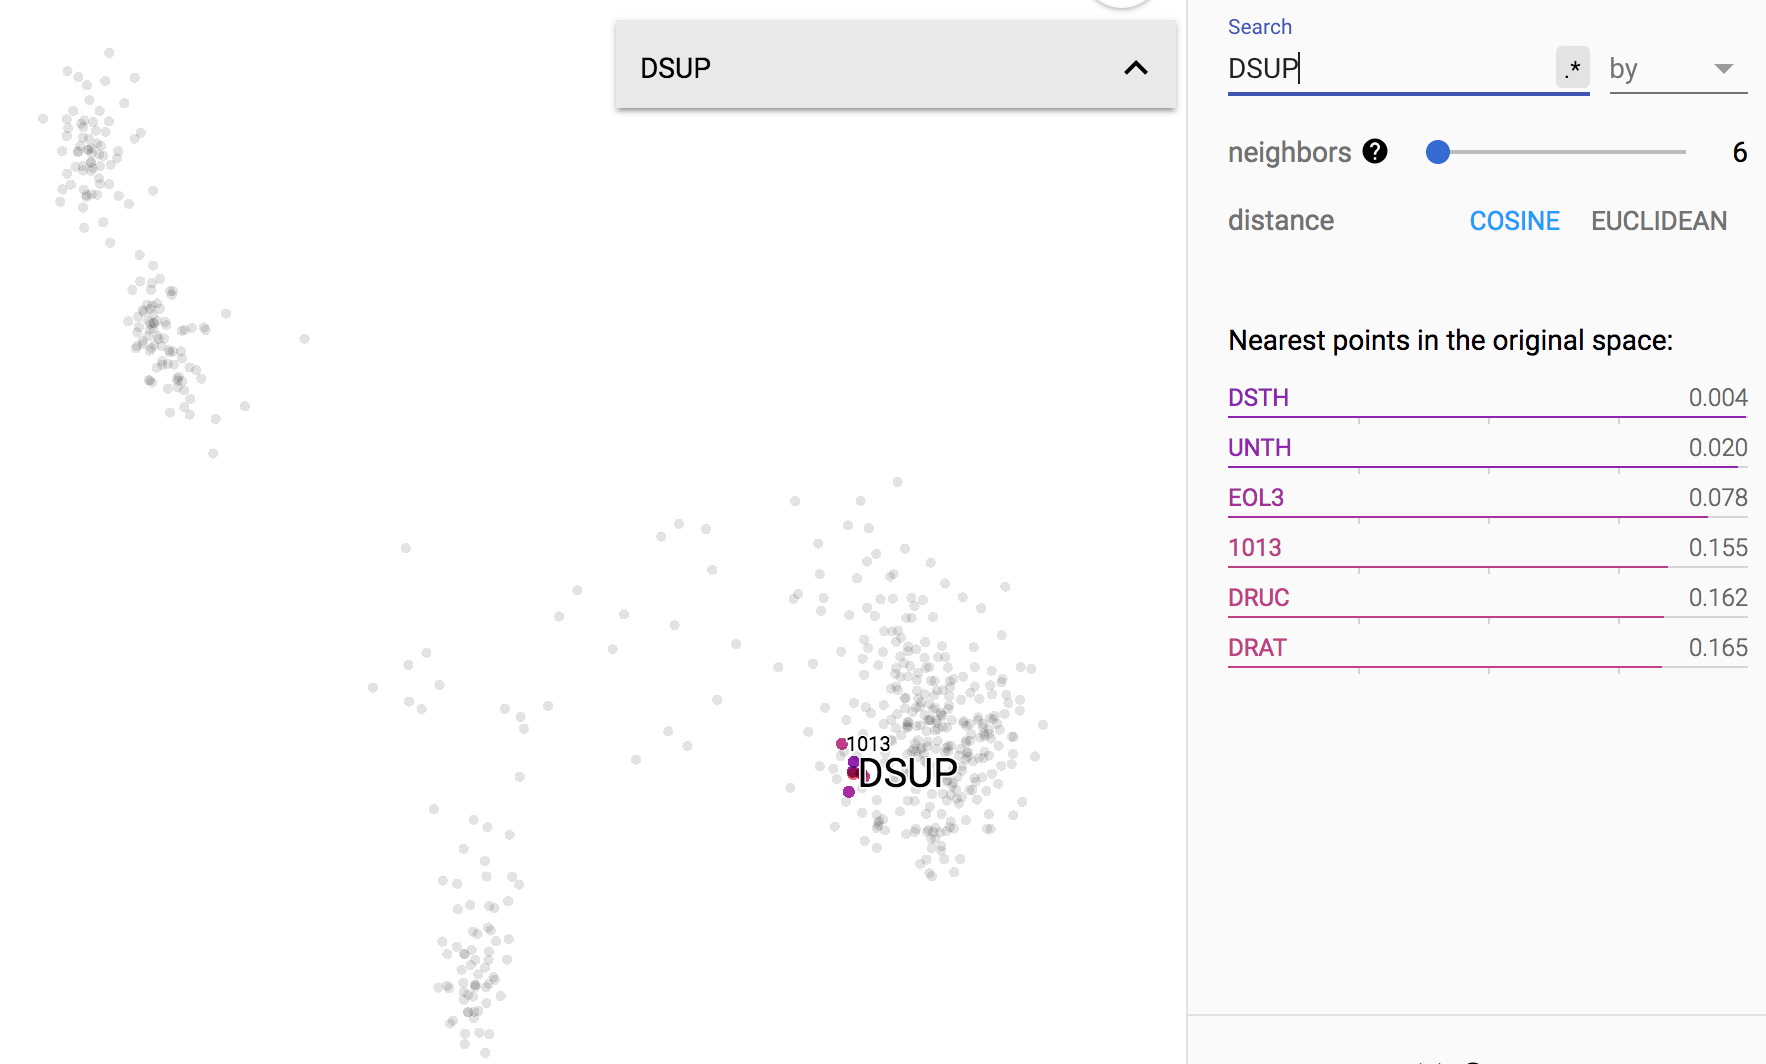 DSUP
1013
DSUP
Search
DSUP
.*
by
neighbors ?
6
distance
COSINE
EUCLIDEAN
Nearest points in the original space:
DSTH 0.004
UNTH 0.020
EOL3 0.078
1013 0.155
DRUC 0.162
DRAT 0.165